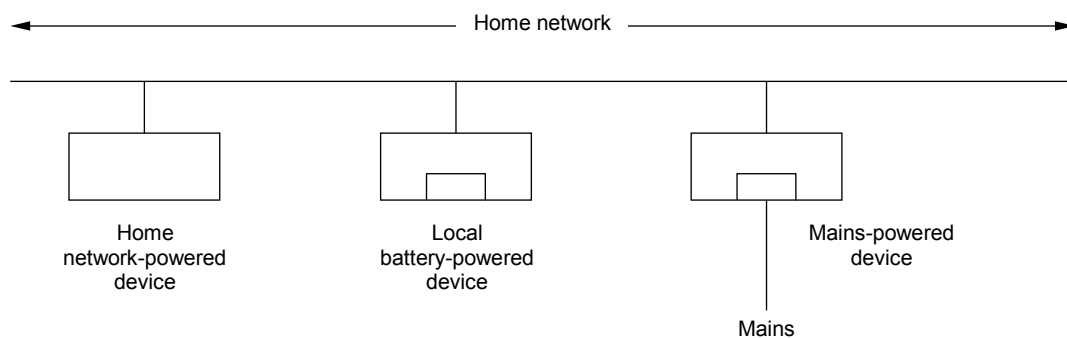 Home network
Home
network-powered
device
Local
battery-powered
device
Mains-powered
device
Mains